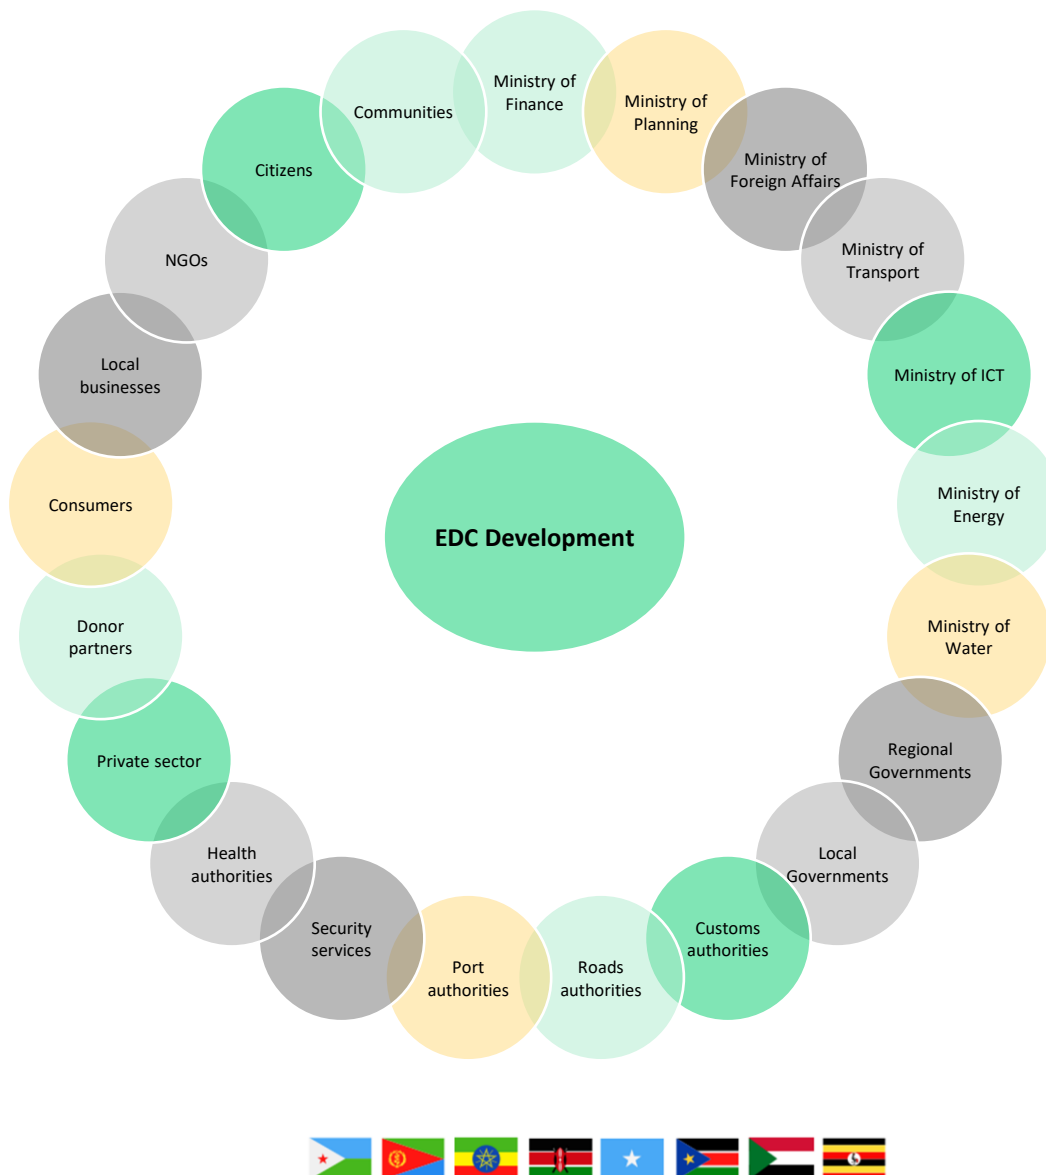 Ministry of
Finance
Ministry of
Planning
Ministry of
Foreign Affairs
Ministry of
Transport
Ministry of ICT
Ministry of
Energy
Ministry of
Water
Regional
Governments
Local
Governments
Customs
authorities
Roads
authorities
Port
authorities
Security
services
Health
authorities
Private sector
Donor
partners
Consumers
Local
businesses
NGOs
Citizens
Communities
EDC Development